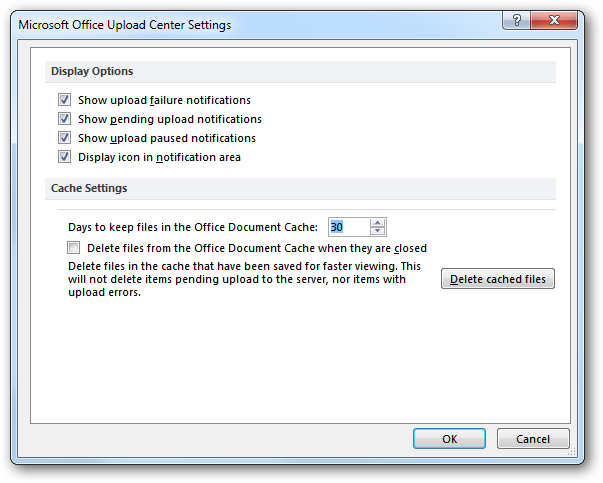 Microsoft Office Upload Center Settings
Display Options
Show upload failure notifications
Show pending upload notifications
Show upload paused notifications
Display icon in notification area
Cache Settings
Days to keep files in the Office Document Cache: 30
Delete files from the Office Document Cache when they are closed
Delete files in the cache that have been saved for faster viewing. This
will not delete items pending upload to the server, nor items with
upload errors.
Delete cached files
OK Cancel